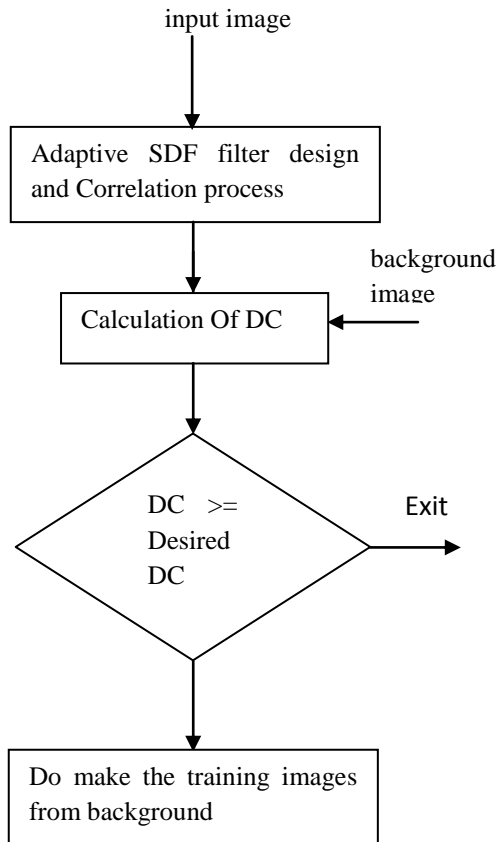 input image
Adaptive SDF filter design
and Correlation process
background
image
Calculation Of DC
DC >=
Desired
DC
Exit
Do make the training images
from background